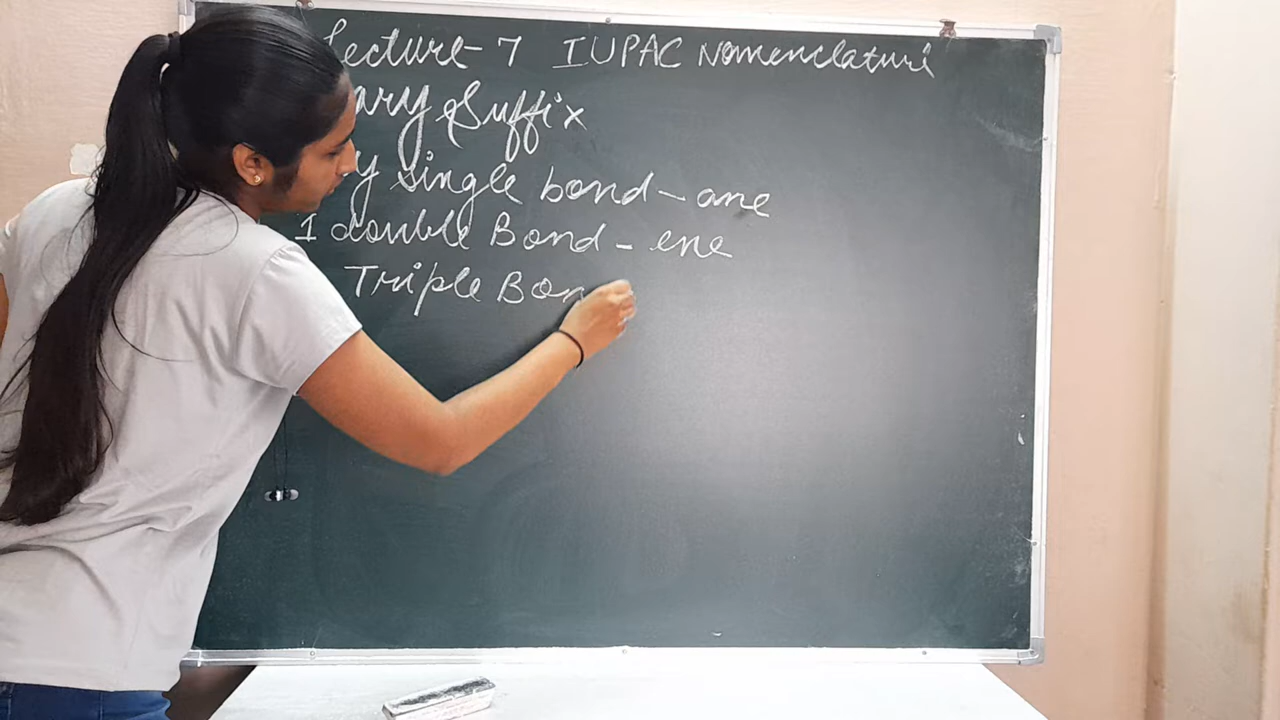 Lecture - 7 IUPAC Nomenclature
ary Suffix
y single bond - ane
1 double Bond - ene
Triple Bon